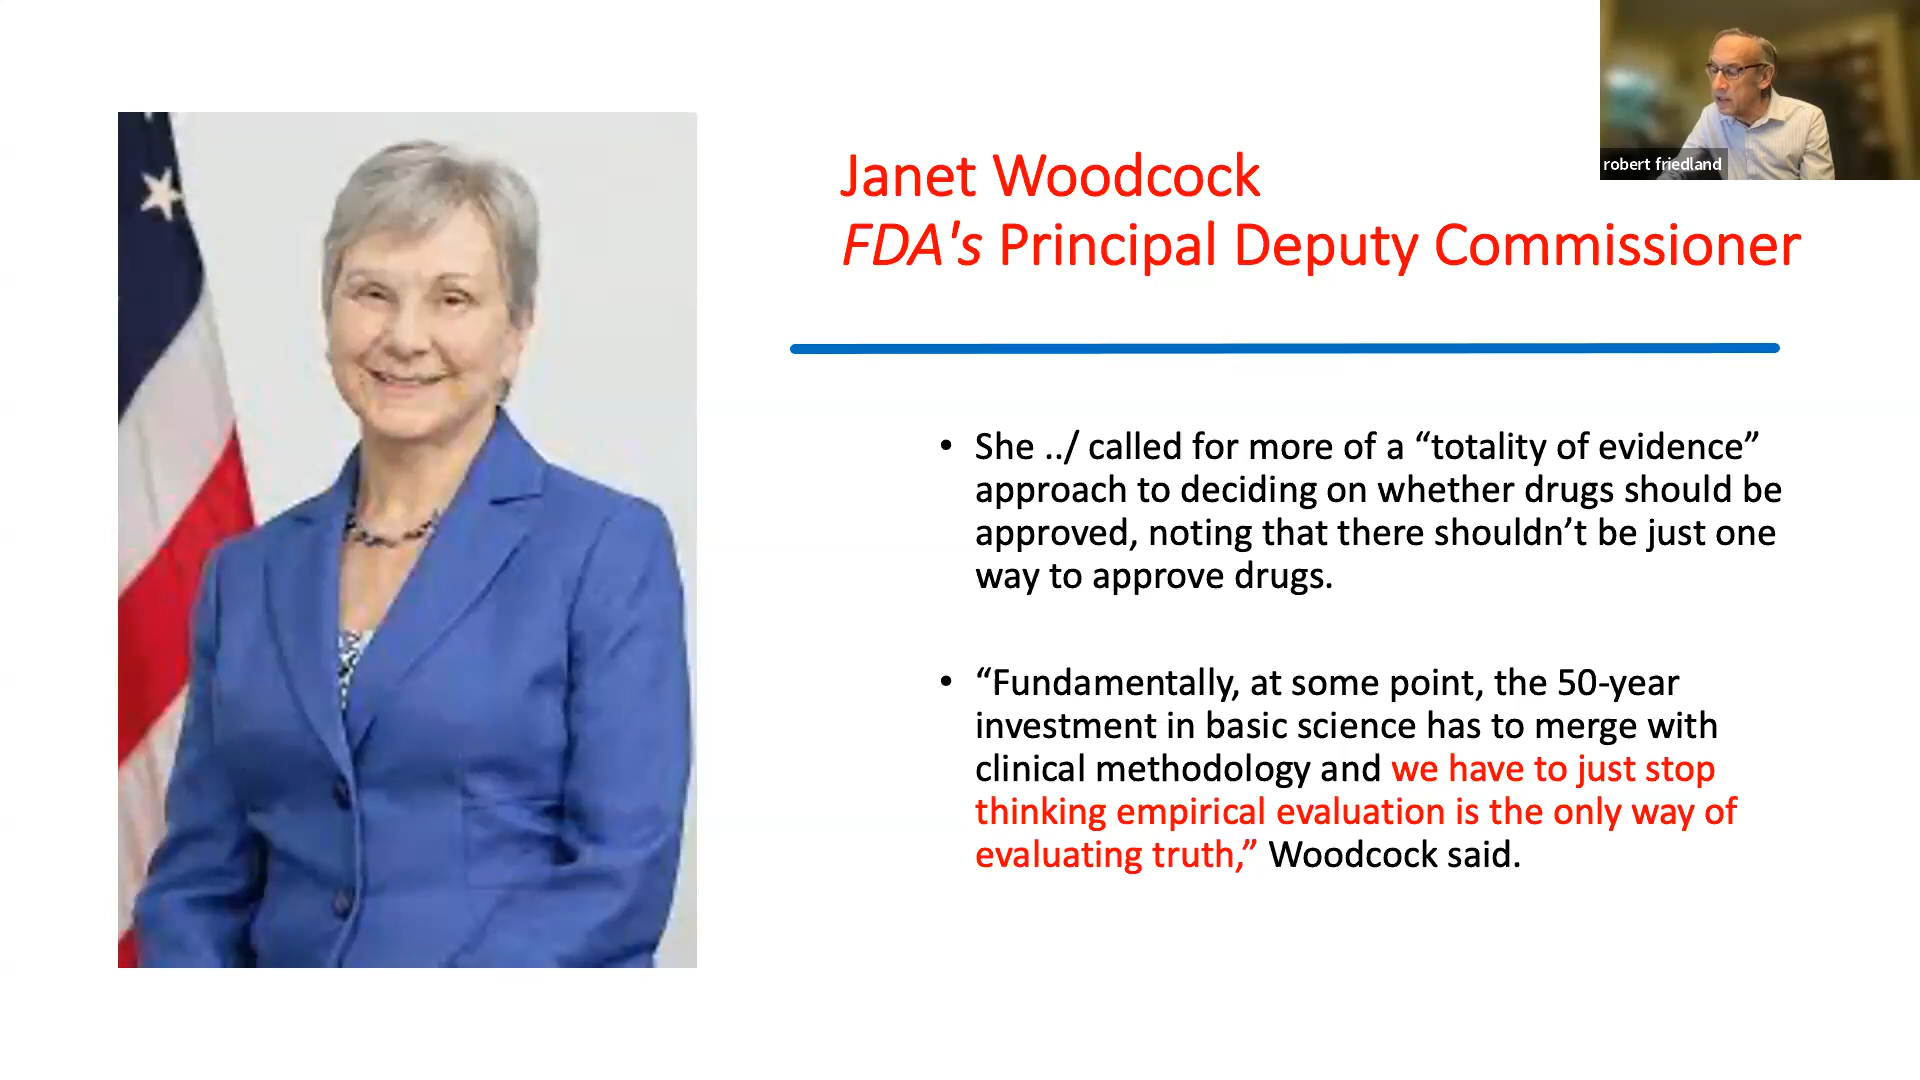 robert friedland
Janet Woodcock
FDA's Principal Deputy Commissioner
• She ../ called for more of a “totality of evidence”
approach to deciding on whether drugs should be
approved, noting that there shouldn’t be just one
way to approve drugs.
• “Fundamentally, at some point, the 50-year
investment in basic science has to merge with
clinical methodology and we have to just stop
thinking empirical evaluation is the only way of
evaluating truth,” Woodcock said.